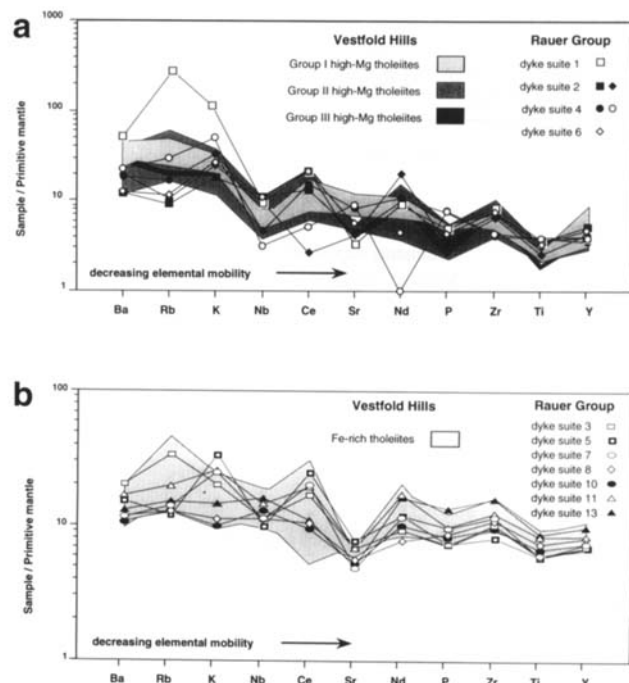 a
1000
100
10
1
Sample / Primitive mantle
Vestfold Hills
Group I high-Mg tholeiites
Group II high-Mg tholeiites
Group III high-Mg tholeiites
Rauer Group
dyke suite 1
dyke suite 2
dyke suite 4
dyke suite 6
decreasing elemental mobility
Ba Rb K Nb Ce Sr Nd P Zr Ti Y
b
100
10
1
Sample / Primitive mantle
Vestfold Hills
Fe-rich tholeiites
Rauer Group
dyke suite 3
dyke suite 5
dyke suite 7
dyke suite 8
dyke suite 10
dyke suite 11
dyke suite 13
decreasing elemental mobility
Ba Rb K Nb Ce Sr Nd P Zr Ti Y